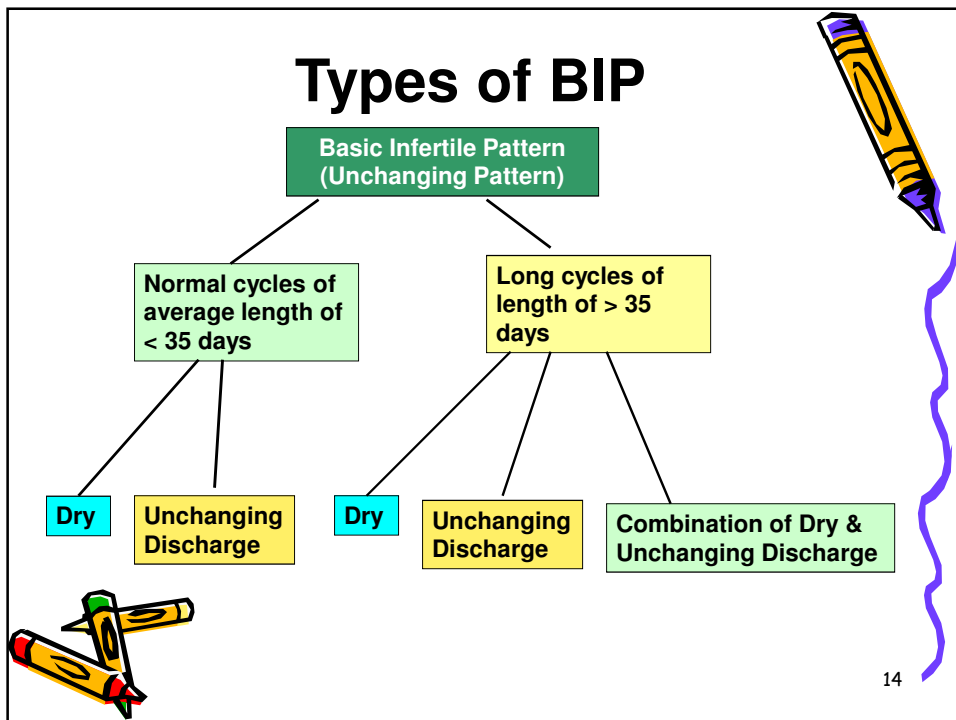 Types of BIP
Basic Infertile Pattern
(Unchanging Pattern)
Normal cycles of
average length of
< 35 days
Long cycles of
length of > 35
days
Dry
Unchanging
Discharge
Dry
Unchanging
Discharge
Combination of Dry &
Unchanging Discharge
14